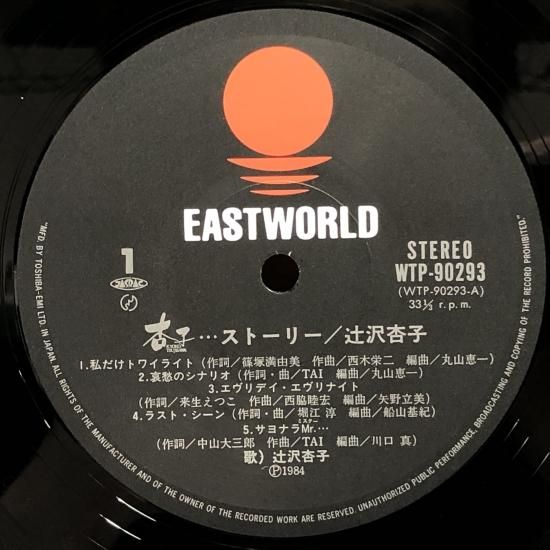 EASTWORLD
1
JASRAC
STEREO
WTP-90293
(WTP-90293-A)
33⅓ r.p.m.
杏子…ストーリー/辻沢杏子
1.私だけトワイライト(作詞/篠塚満由美 作曲/西木栄二 編曲/丸山恵一)
2.哀愁のシナリオ(作詞・曲/TAI 編曲/丸山恵一)
3.エヴリデイ・エヴリナイト
(作詞/来生えつこ 作曲/西脇睦宏 編曲/矢野立美)
4.ラスト・シーン(作詞・曲/堀江 淳 編曲/船山基紀)
5.サヨナラMr.…
ミスター
(作詞/中山大三郎 作曲/TAI 編曲/川口 真)
歌)辻沢杏子
Ⓟ1984
"MFD. BY TOSHIBA-EMI LTD. IN JAPAN. ALL RIGHTS OF THE MANUFACTURER AND OF THE OWNER OF THE RECORDED WORK ARE RESERVED. UNAUTHORIZED PUBLIC PERFORMANCE, BROADCASTING AND COPYING OF THE RECORD PROHIBITED."